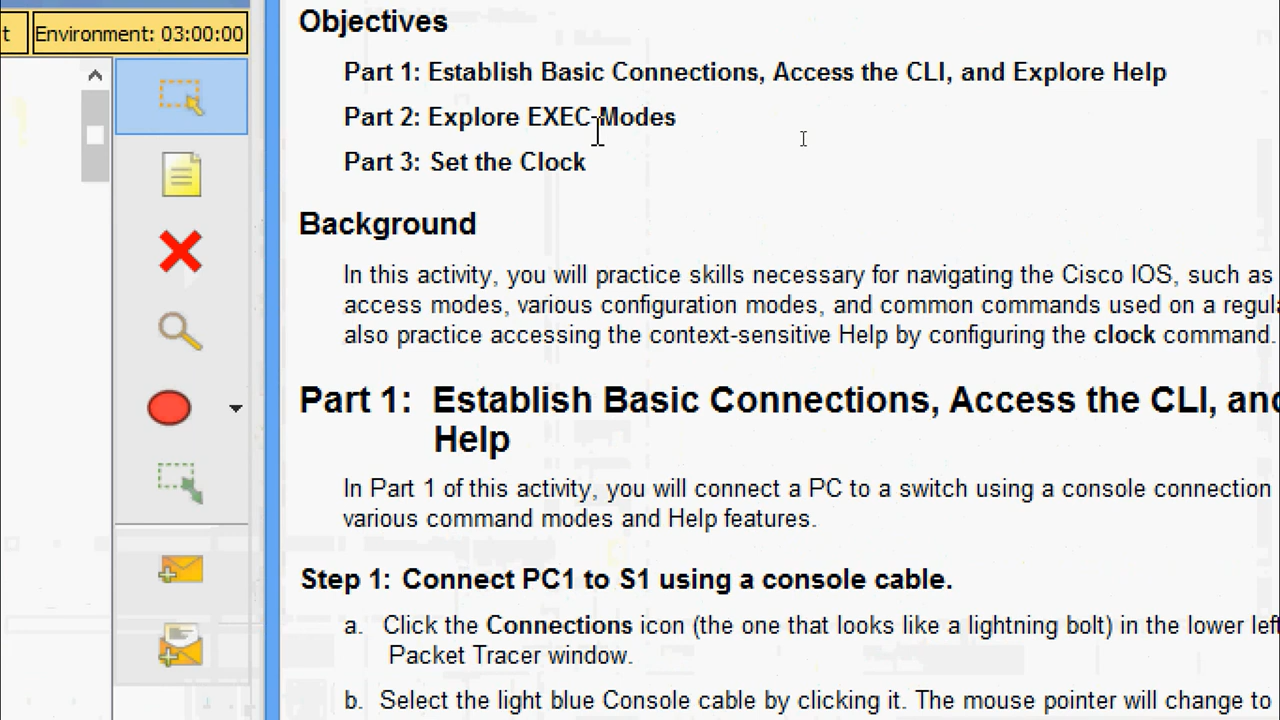 t
Environment: 03:00:00
Objectives
Part 1: Establish Basic Connections, Access the CLI, and Explore Help
Part 2: Explore EXEC Modes
Part 3: Set the Clock
Background
In this activity, you will practice skills necessary for navigating the Cisco IOS, such as
access modes, various configuration modes, and common commands used on a regula
also practice accessing the context-sensitive Help by configuring the clock command.
Part 1: Establish Basic Connections, Access the CLI, and
Help
In Part 1 of this activity, you will connect a PC to a switch using a console connection
various command modes and Help features.
Step 1: Connect PC1 to S1 using a console cable.
a. Click the Connections icon (the one that looks like a lightning bolt) in the lower left
Packet Tracer window.
b. Select the light blue Console cable by clicking it. The mouse pointer will change to